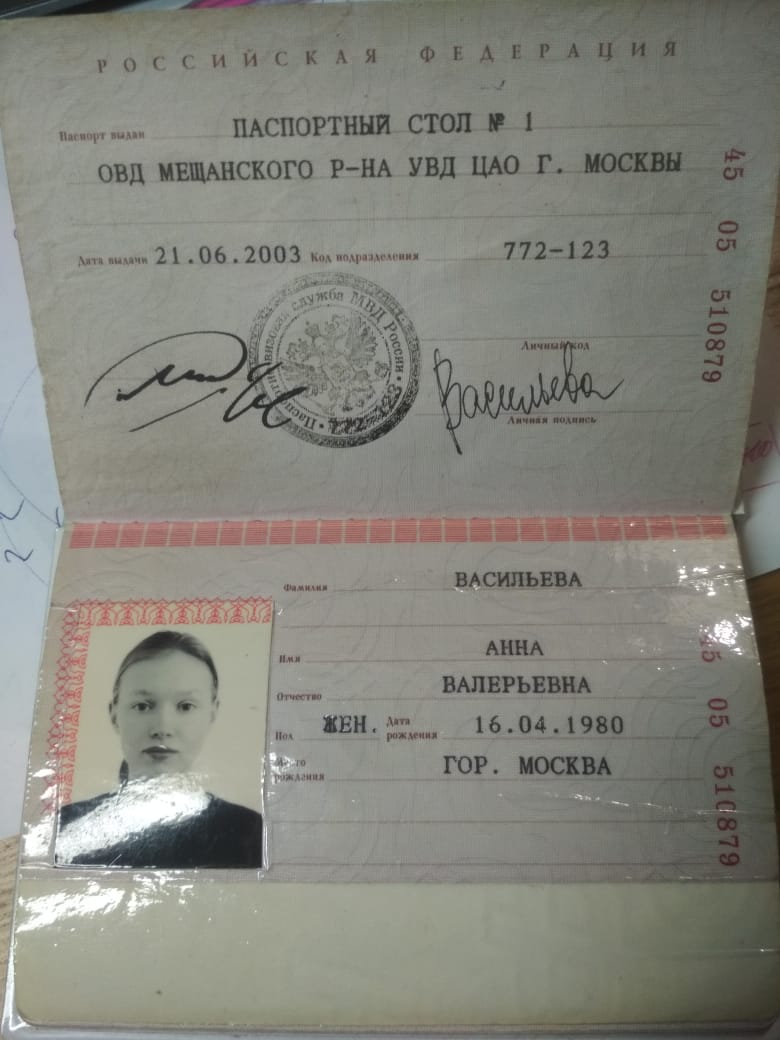 РОССИЙСКАЯ ФЕДЕРАЦИЯ
Паспорт выдан ПАСПОРТНЫЙ СТОЛ № 1
ОВД МЕЩАНСКОГО Р-НА УВД ЦАО Г. МОСКВЫ
Дата выдачи 21.06.2003 Код подразделения 772-123
45 05 510879
Паспортно-визовая служба МВД России • 772-123 •
Личный код
Васильева
Личная подпись
Фамилия ВАСИЛЬЕВА
Имя АННА
Отчество ВАЛЕРЬЕВНА
Пол ЖЕН. Дата рождения 16.04.1980
Место рождения ГОР. МОСКВА
45 05 510879